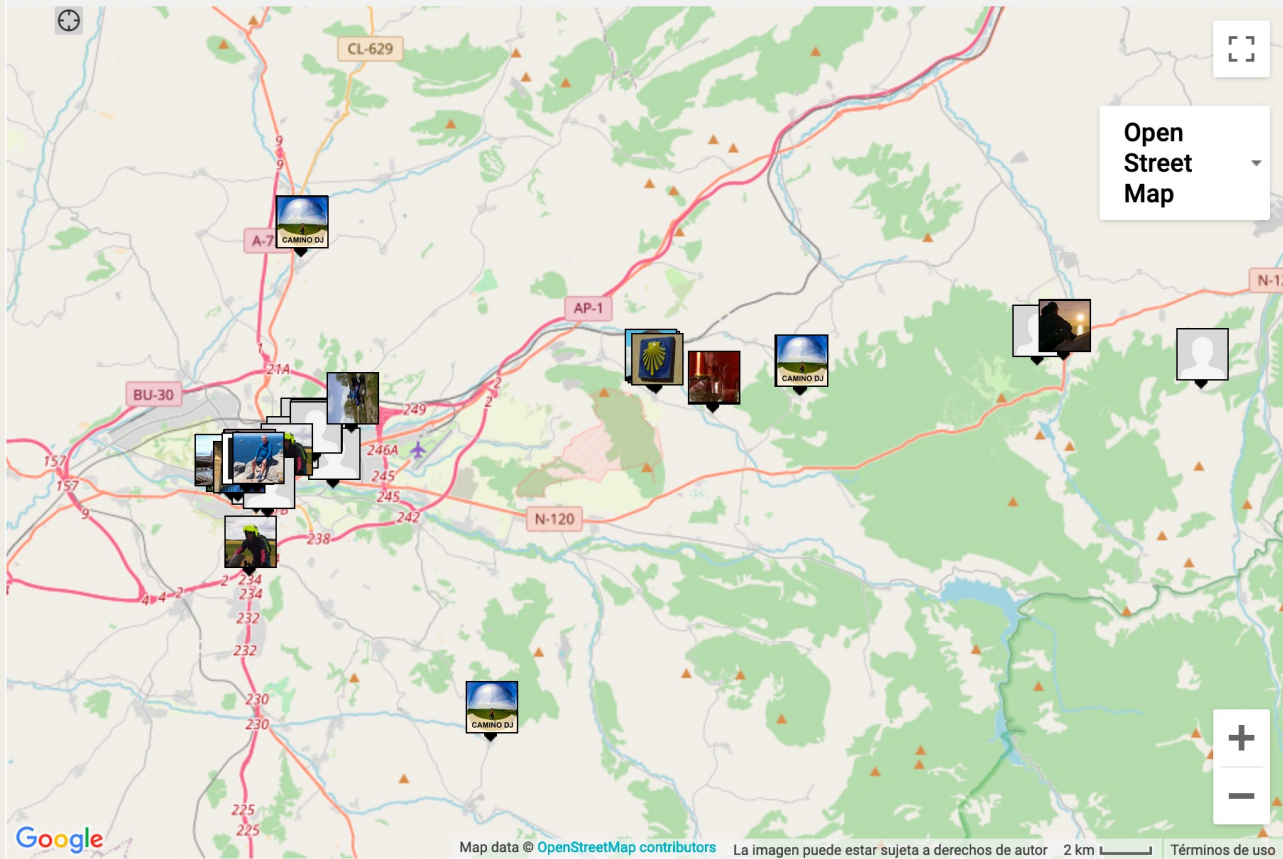 CL-629
Open
Street
Map
9
9
CAMINO DJ
N-12
AP-1
1
21A
2
2
CAMINO DJ
BU-30
249
246A
157
157
245
245
9
242
N-120
238
2
234
4
4
2
234
232
232
230
230
CAMINO DJ
225
225
Google
Map data © OpenStreetMap contributors
La imagen puede estar sujeta a derechos de autor
2 km
Términos de uso